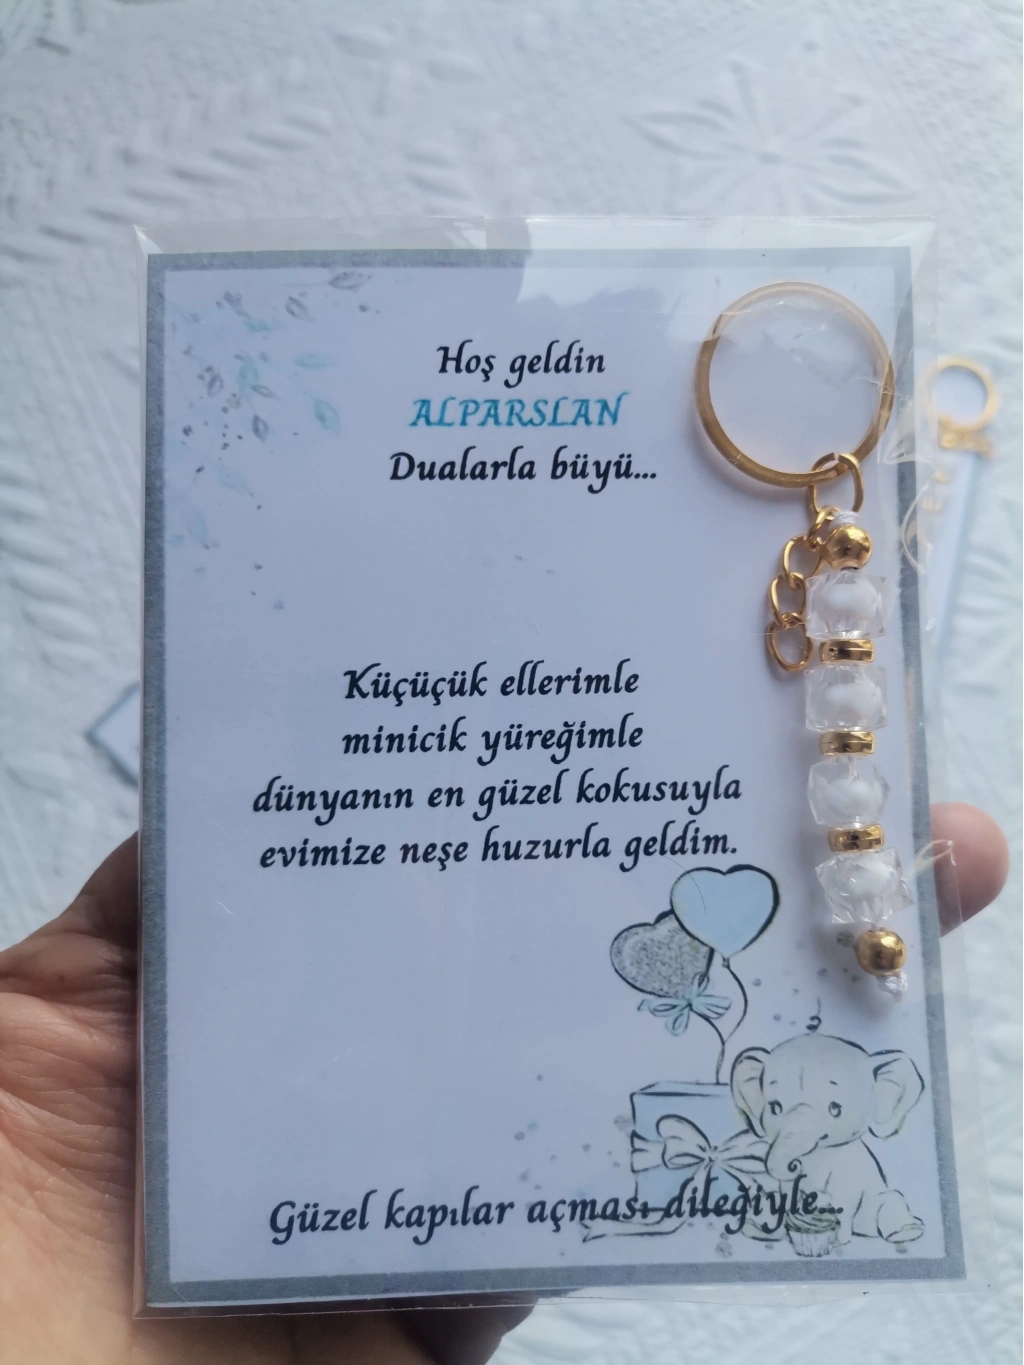 Hoş geldin
ALPARSLAN
Dualarla büyü...
Küçüçük ellerimle
minicik yüreğimle
dünyanın en güzel kokusuyla
evimize neşe huzurla geldim.
Güzel kapılar açması dileğiyle...